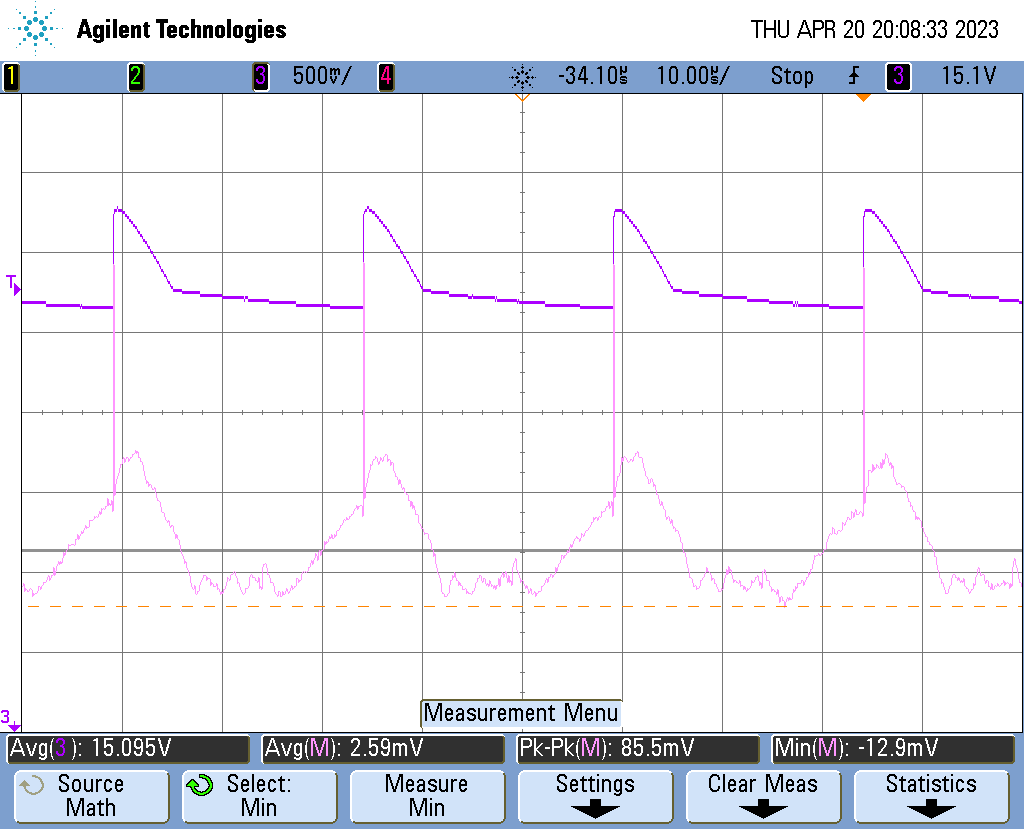 Agilent Technologies
THU APR 20 20:08:33 2023
1 2 3 500mV/ 4 -34.10µs 10.00µs/ Stop 3 15.1V
T
3
Measurement Menu
Avg(3): 15.095V Avg(M): 2.59mV Pk-Pk(M): 85.5mV Min(M): -12.9mV
Source Select: Measure Settings Clear Meas Statistics
Math Min Min